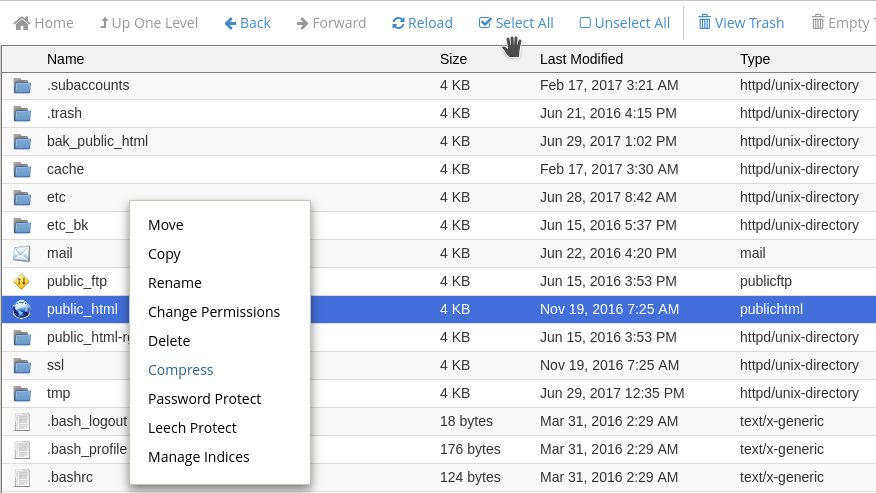 Home Up One Level Back Forward Reload Select All Unselect All View Trash Empty
Name Size Last Modified Type
.subaccounts 4 KB Feb 17, 2017 3:21 AM httpd/unix-directory
.trash 4 KB Jun 21, 2016 4:15 PM httpd/unix-directory
bak_public_html 4 KB Jun 29, 2017 1:02 PM httpd/unix-directory
cache 4 KB Feb 17, 2017 3:30 AM httpd/unix-directory
etc 4 KB Jun 28, 2017 8:42 AM httpd/unix-directory
etc_bk 4 KB Jun 15, 2016 5:37 PM httpd/unix-directory
mail 4 KB Jun 22, 2016 4:20 PM mail
public_ftp 4 KB Jun 15, 2016 3:53 PM publicftp
public_html 4 KB Nov 19, 2016 7:25 AM publichtml
public_html-r 4 KB Jun 15, 2016 3:53 PM httpd/unix-directory
ssl 4 KB Nov 19, 2016 7:25 AM httpd/unix-directory
tmp 4 KB Jun 29, 2017 12:35 PM httpd/unix-directory
.bash_logout 18 bytes Mar 31, 2016 2:29 AM text/x-generic
.bash_profile 176 bytes Mar 31, 2016 2:29 AM text/x-generic
.bashrc 124 bytes Mar 31, 2016 2:29 AM text/x-generic
Move
Copy
Rename
Change Permissions
Delete
Compress
Password Protect
Leech Protect
Manage Indices